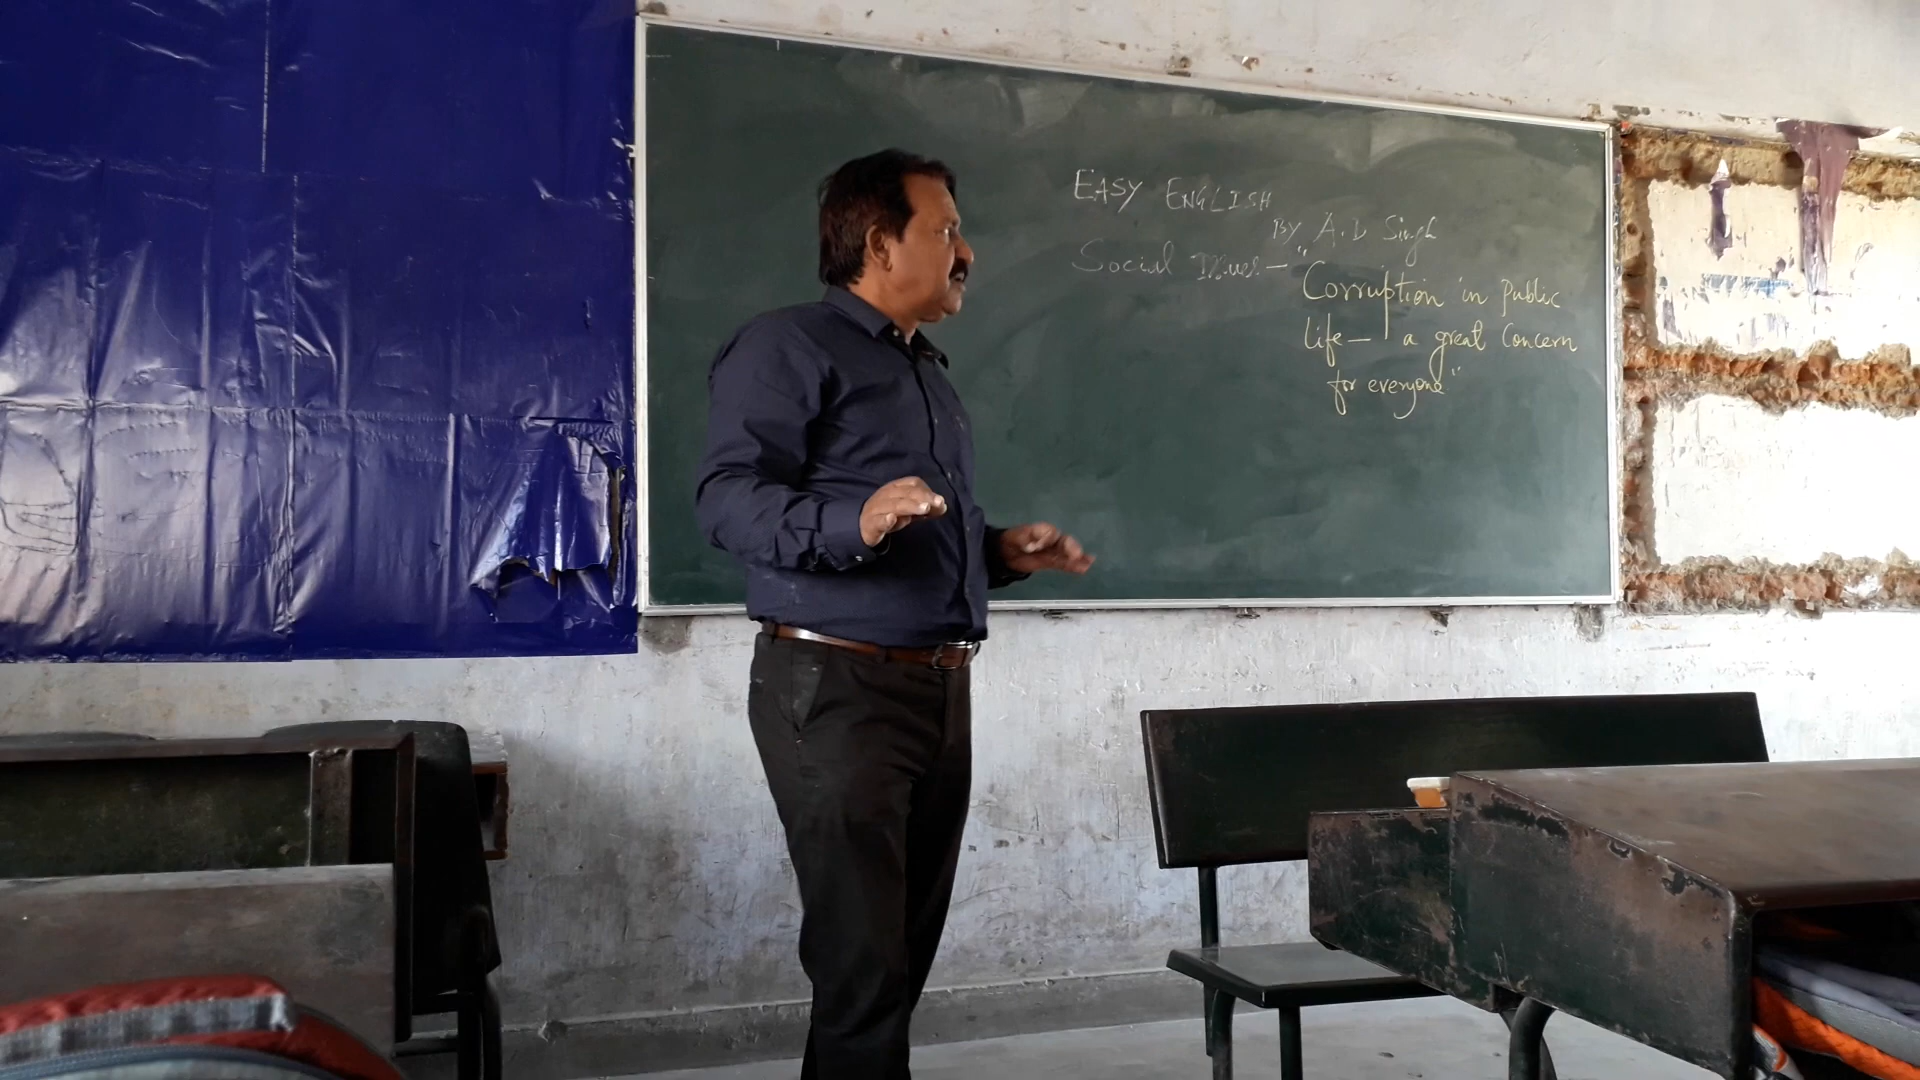 EASY ENGLISH
BY A.D Singh
Social Issues — "Corruption in public
life — a great concern
for everyone"